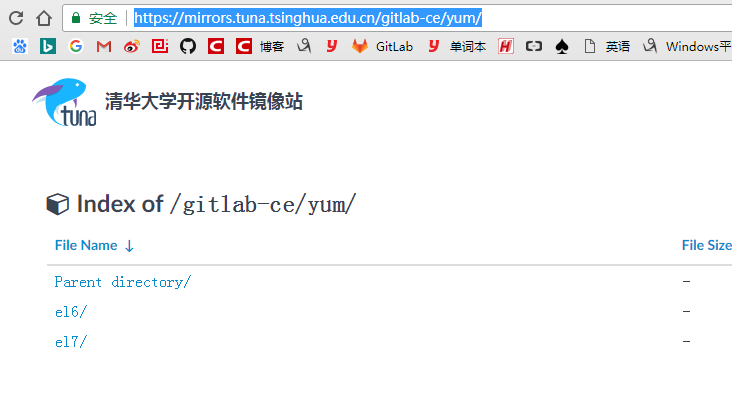 安全 https://mirrors.tuna.tsinghua.edu.cn/gitlab-ce/yum/
博客 GitLab 单词本 英语 Windows平
tuna 清华大学开源软件镜像站
Index of /gitlab-ce/yum/
File Name ↓ File Size
Parent directory/ -
el6/ -
el7/ -